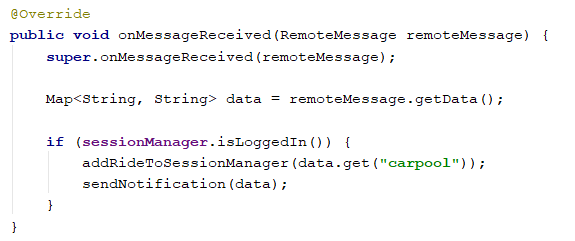 @Override
public void onMessageReceived(RemoteMessage remoteMessage) {
    super.onMessageReceived(remoteMessage);

    Map<String, String> data = remoteMessage.getData();

    if (sessionManager.isLoggedIn()) {
        addRideToSessionManager(data.get("carpool"));
        sendNotification(data);
    }
}